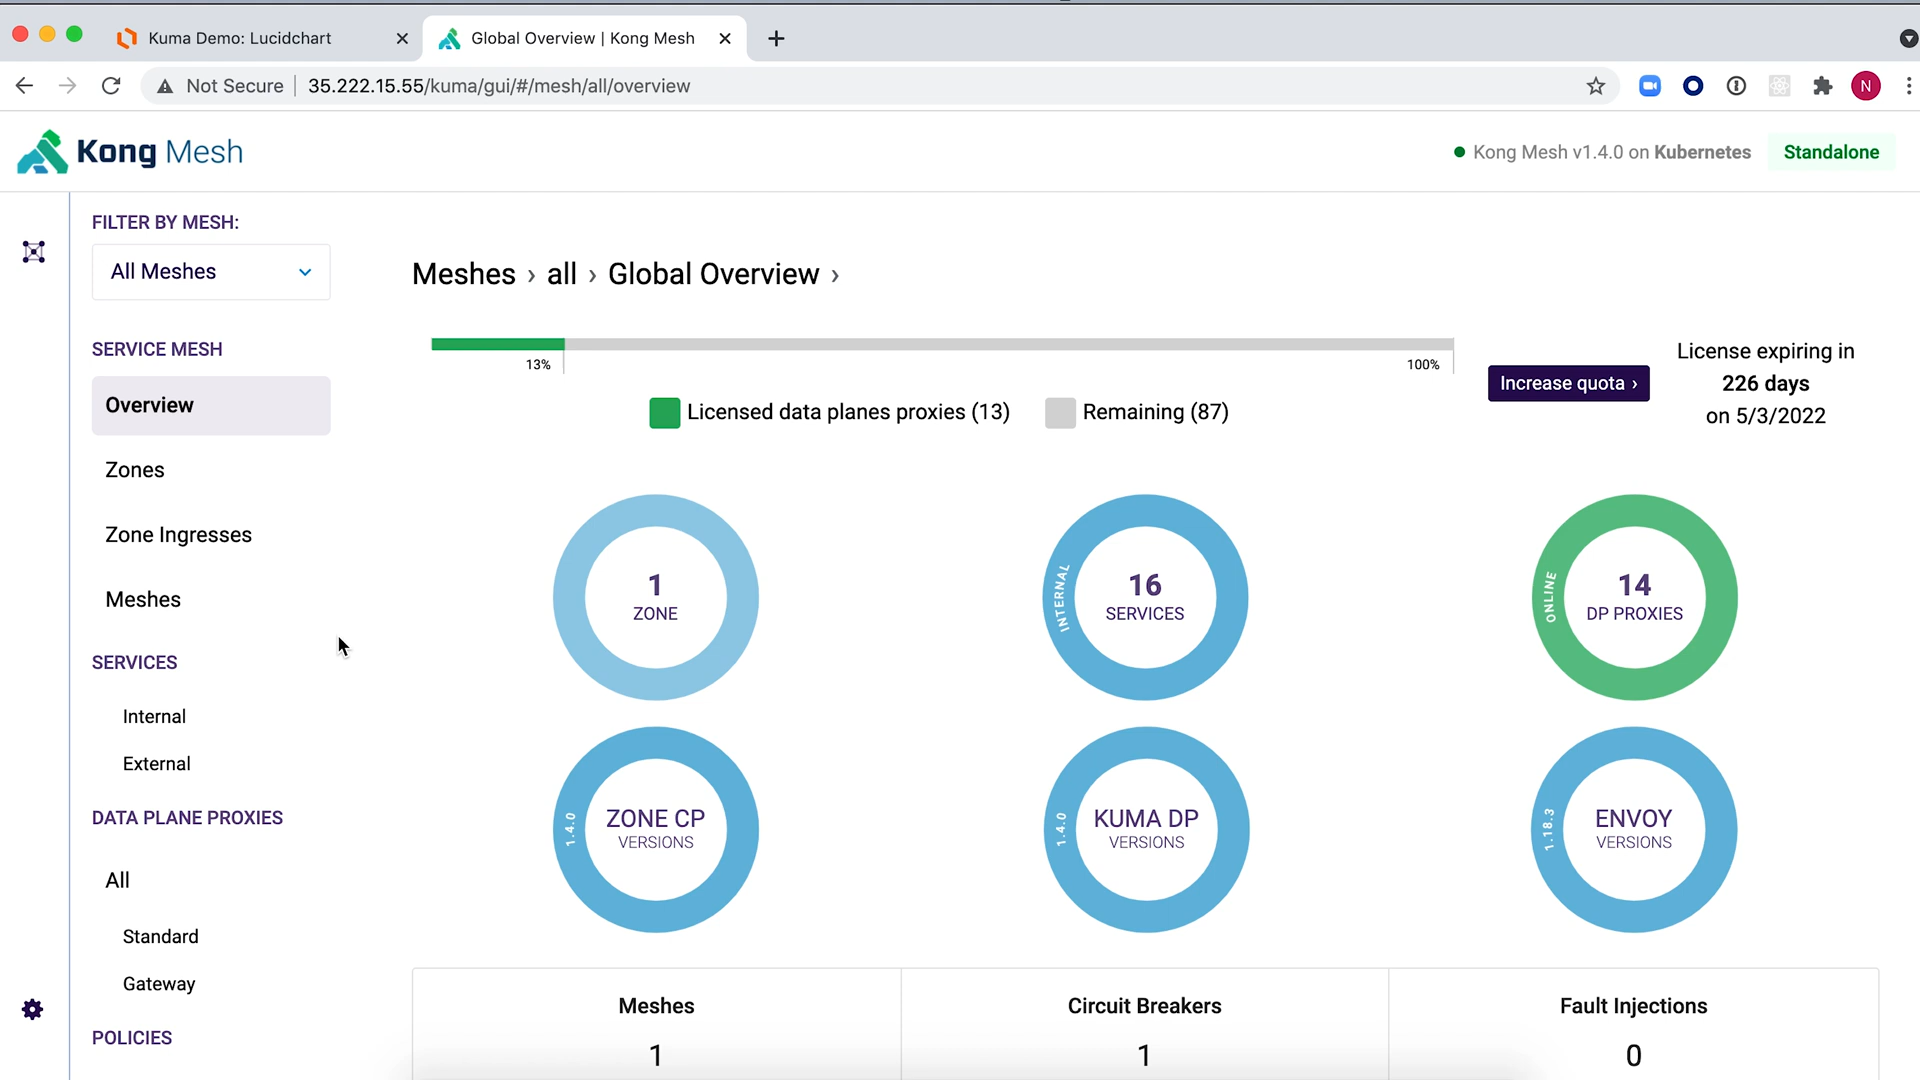 Kuma Demo: Lucidchart
Global Overview | Kong Mesh
Not Secure
35.222.15.55/kuma/gui/#/mesh/all/overview
N
Kong Mesh
Kong Mesh v1.4.0 on Kubernetes
Standalone
FILTER BY MESH:
All Meshes
SERVICE MESH
Overview
Zones
Zone Ingresses
Meshes
SERVICES
Internal
External
DATA PLANE PROXIES
All
Standard
Gateway
POLICIES
Meshes › all › Global Overview ›
13%
100%
Licensed data planes proxies (13)
Remaining (87)
Increase quota ›
License expiring in
226 days
on 5/3/2022
1
ZONE
INTERNAL
16
SERVICES
ONLINE
14
DP PROXIES
1.4.0
ZONE CP
VERSIONS
1.4.0
KUMA DP
VERSIONS
1.18.3
ENVOY
VERSIONS
Meshes
1
Circuit Breakers
1
Fault Injections
0